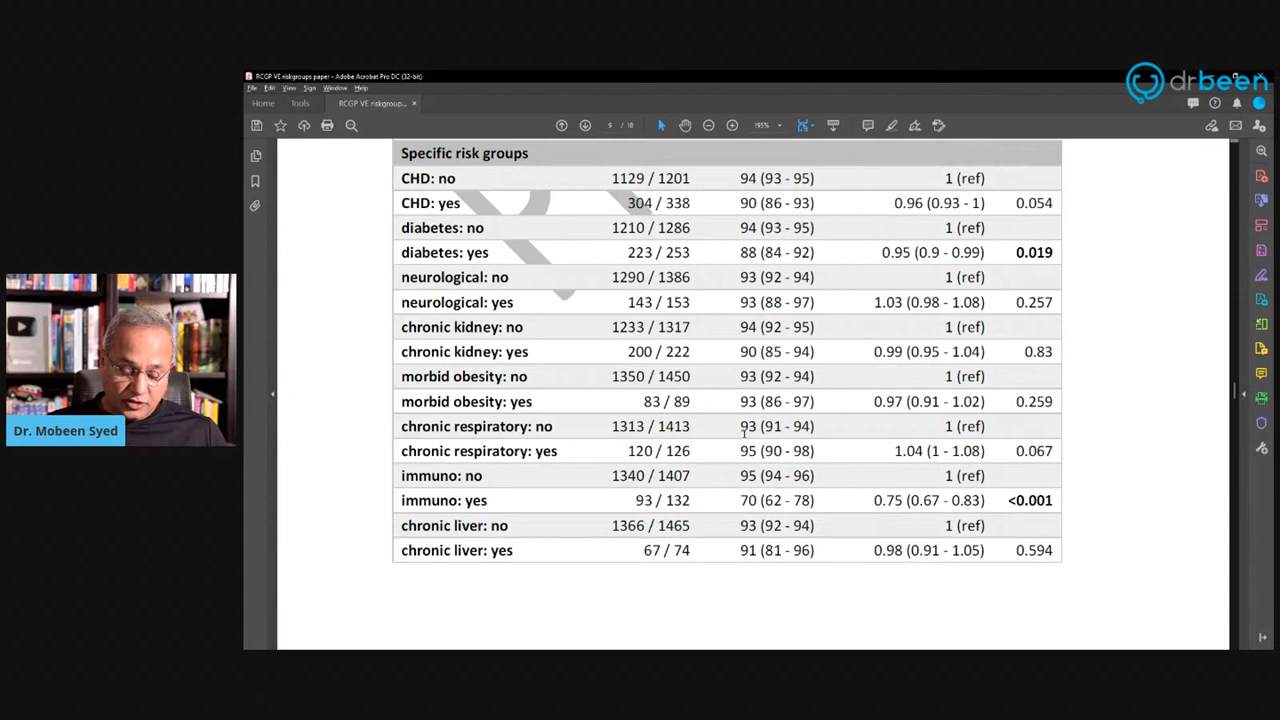 drbeen
RCGP VE riskgroups paper - Adobe Acrobat Pro DC (32-bit)
File Edit View Sign Window Help
Home Tools RCGP VE riskgroup... ×
9 / 18 195%
Specific risk groups
CHD: no 1129 / 1201 94 (93 - 95) 1 (ref)
CHD: yes 304 / 338 90 (86 - 93) 0.96 (0.93 - 1) 0.054
diabetes: no 1210 / 1286 94 (93 - 95) 1 (ref)
diabetes: yes 223 / 253 88 (84 - 92) 0.95 (0.9 - 0.99) 0.019
neurological: no 1290 / 1386 93 (92 - 94) 1 (ref)
neurological: yes 143 / 153 93 (88 - 97) 1.03 (0.98 - 1.08) 0.257
chronic kidney: no 1233 / 1317 94 (92 - 95) 1 (ref)
chronic kidney: yes 200 / 222 90 (85 - 94) 0.99 (0.95 - 1.04) 0.83
morbid obesity: no 1350 / 1450 93 (92 - 94) 1 (ref)
morbid obesity: yes 83 / 89 93 (86 - 97) 0.97 (0.91 - 1.02) 0.259
chronic respiratory: no 1313 / 1413 93 (91 - 94) 1 (ref)
chronic respiratory: yes 120 / 126 95 (90 - 98) 1.04 (1 - 1.08) 0.067
immuno: no 1340 / 1407 95 (94 - 96) 1 (ref)
immuno: yes 93 / 132 70 (62 - 78) 0.75 (0.67 - 0.83) <0.001
chronic liver: no 1366 / 1465 93 (92 - 94) 1 (ref)
chronic liver: yes 67 / 74 91 (81 - 96) 0.98 (0.91 - 1.05) 0.594
Dr. Mobeen Syed